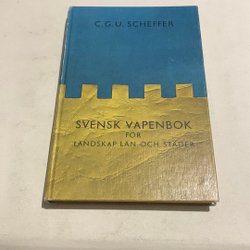 C.G.U. SCHEFFER
SVENSK VAPENBOK
FÖR
LANDSKAP LÄN OCH STÄDER